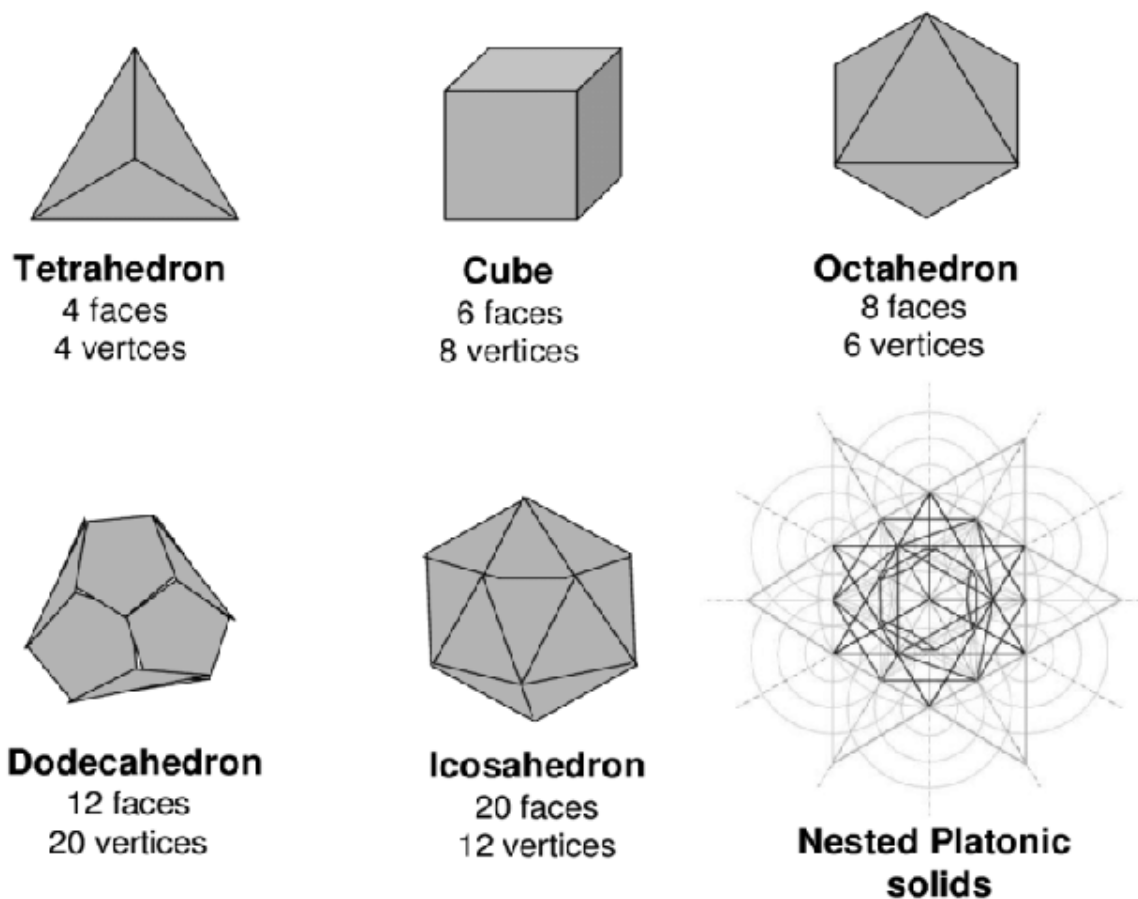 Tetrahedron
4 faces
4 vertces
Cube
6 faces
8 vertices
Octahedron
8 faces
6 vertices
Dodecahedron
12 faces
20 vertices
Icosahedron
20 faces
12 vertices
Nested Platonic
solids